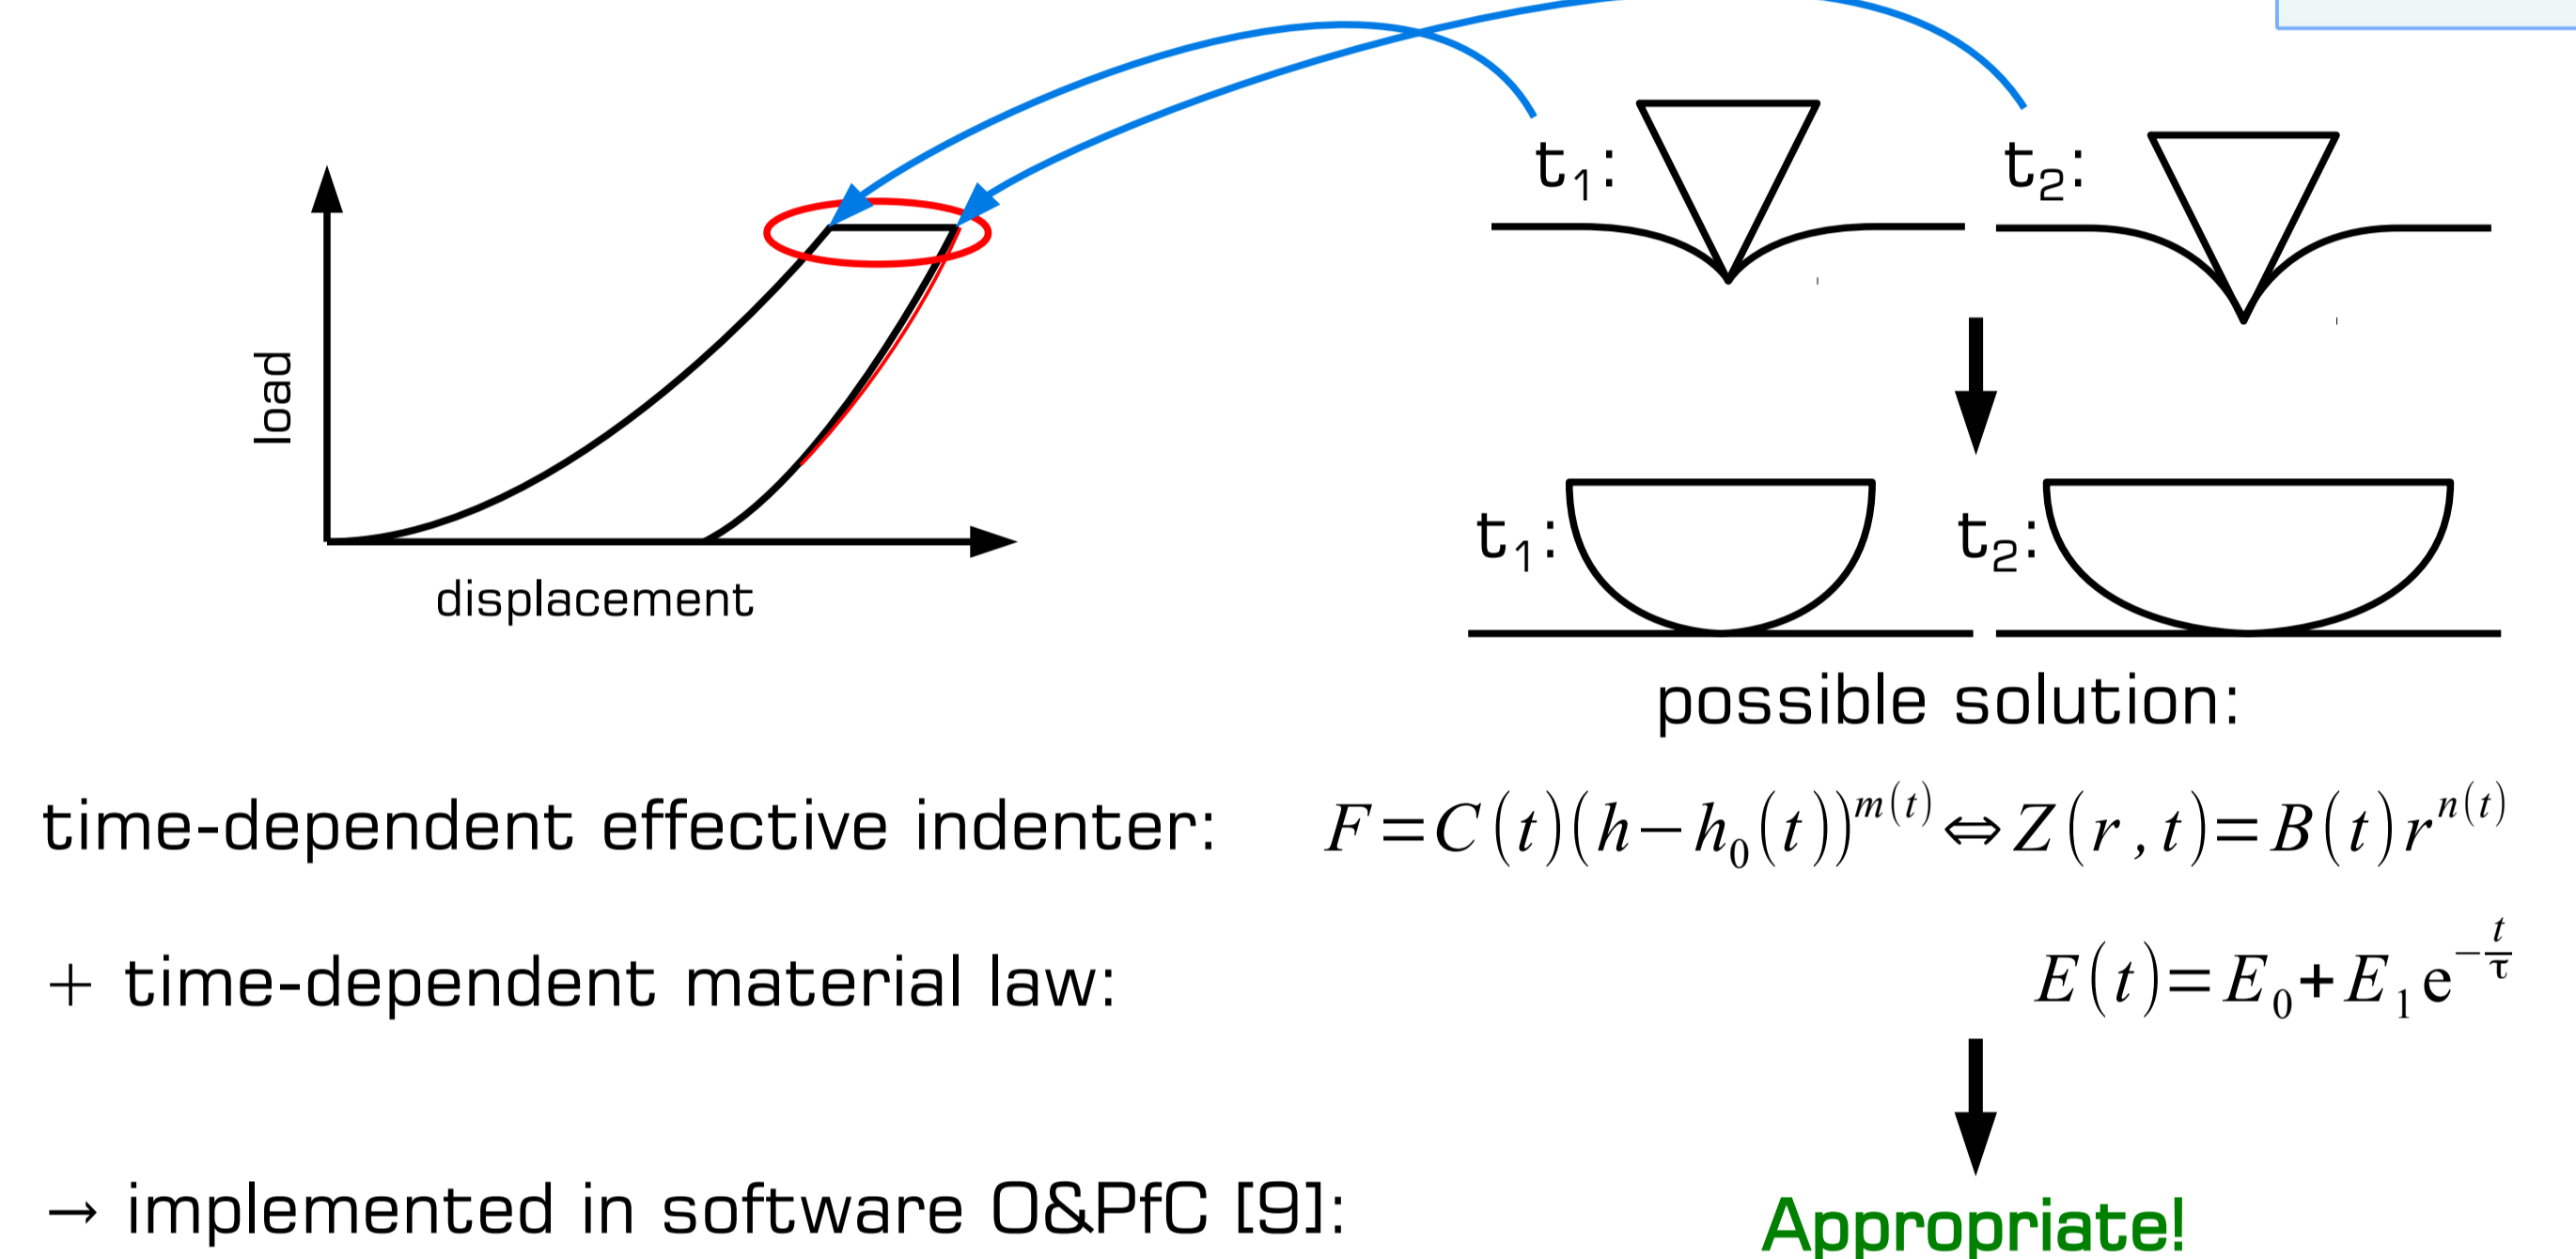 t₁:
t₂:
load
displacement
t₁:
t₂:
possible solution:
time-dependent effective indenter: F=C(t)(h−h₀(t))^{m(t)}⇔Z(r,t)=B(t)r^{n(t)}
+ time-dependent material law: E(t)=E₀+E₁e^{−t/τ}
→ implemented in software O&PfC [9]: Appropriate!